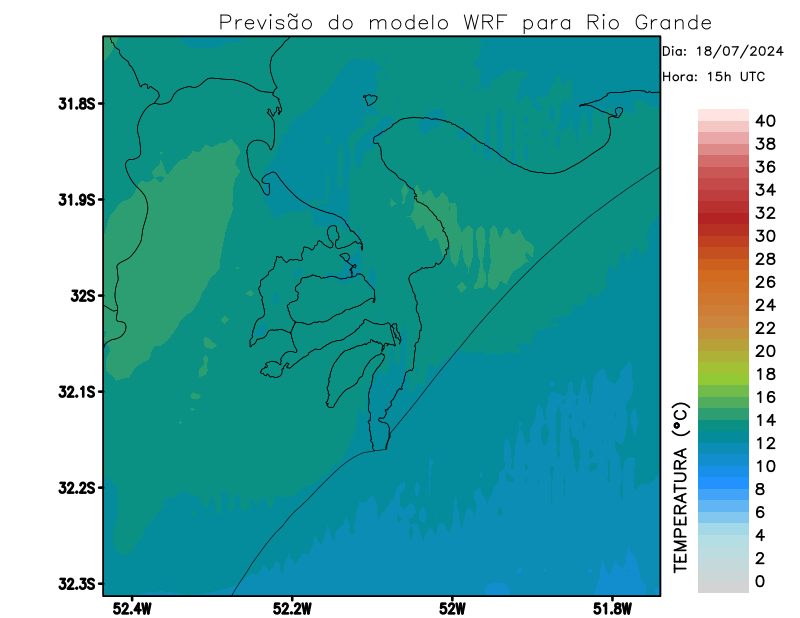 Previsão do modelo WRF para Rio Grande
Dia: 18/07/2024
Hora: 15h UTC
31.8S
31.9S
32S
32.1S
32.2S
32.3S
52.4W
52.2W
52W
51.8W
TEMPERATURA (°C)
40
38
36
34
32
30
28
26
24
22
20
18
16
14
12
10
8
6
4
2
0